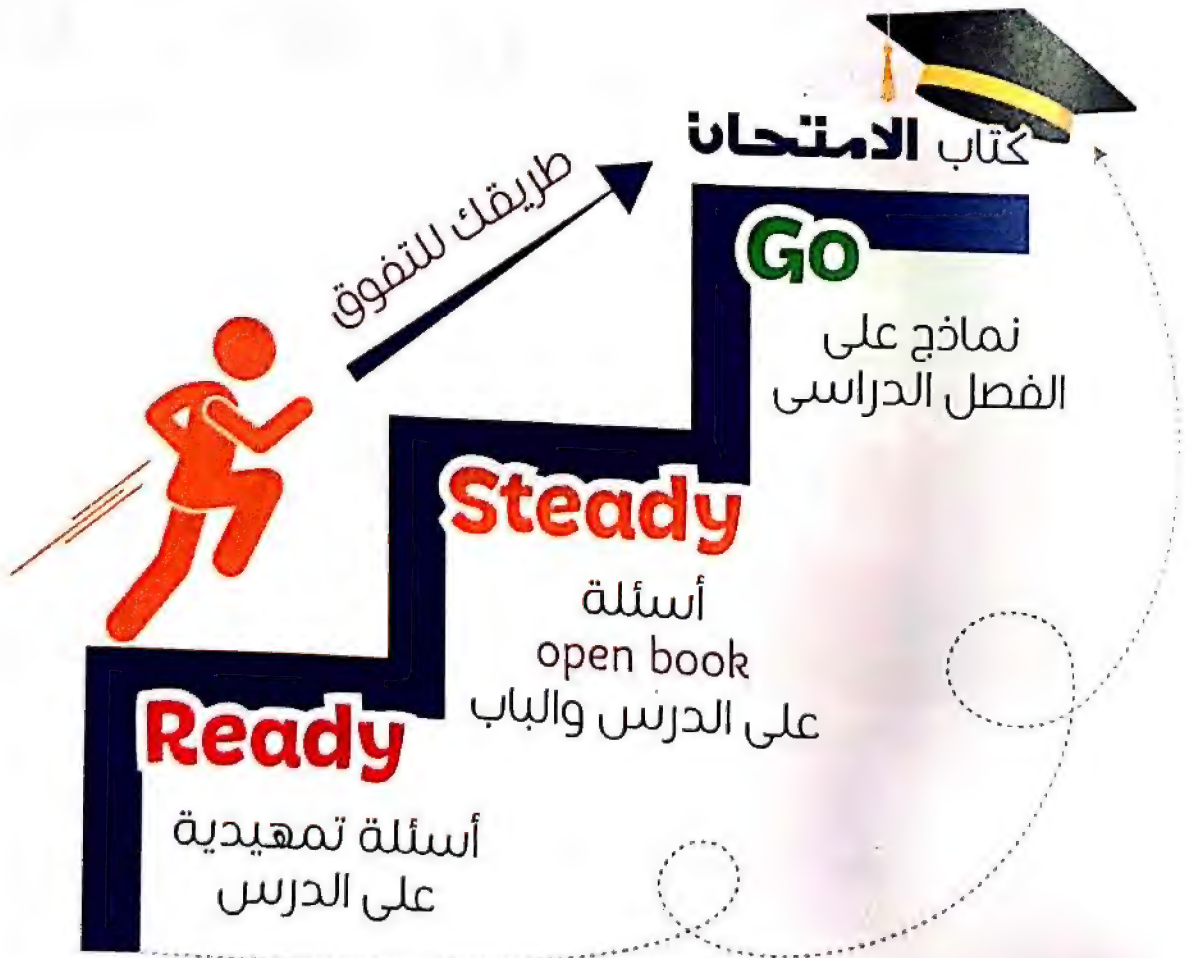 كتاب الامتحان
طريقك للتفوق
Go
نماذج على
الفصل الدراسى
Steady
أسئلة
open book
على الدرس والباب
Ready
أسئلة تمهيدية
على الدرس